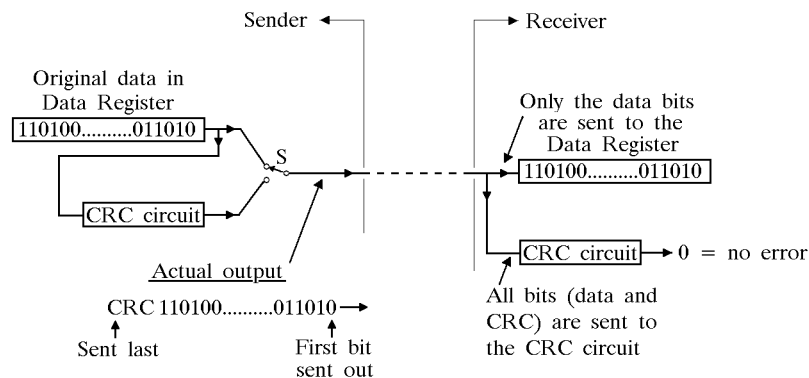 Sender
Receiver
Original data in
Data Register
110100..........011010
S
CRC circuit
Actual output
CRC 110100..........011010
Sent last
First bit
sent out
Only the data bits
are sent to the
Data Register
110100..........011010
CRC circuit
0 = no error
All bits (data and
CRC) are sent to
the CRC circuit